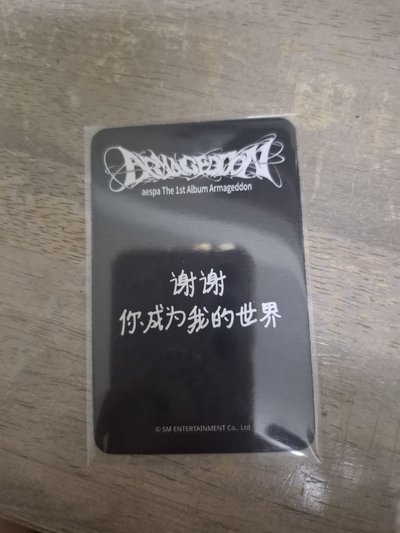 ARMAGEDDON
aespa The 1st Album Armageddon
谢谢
你成为我的世界
© SM ENTERTAINMENT Co., Ltd.